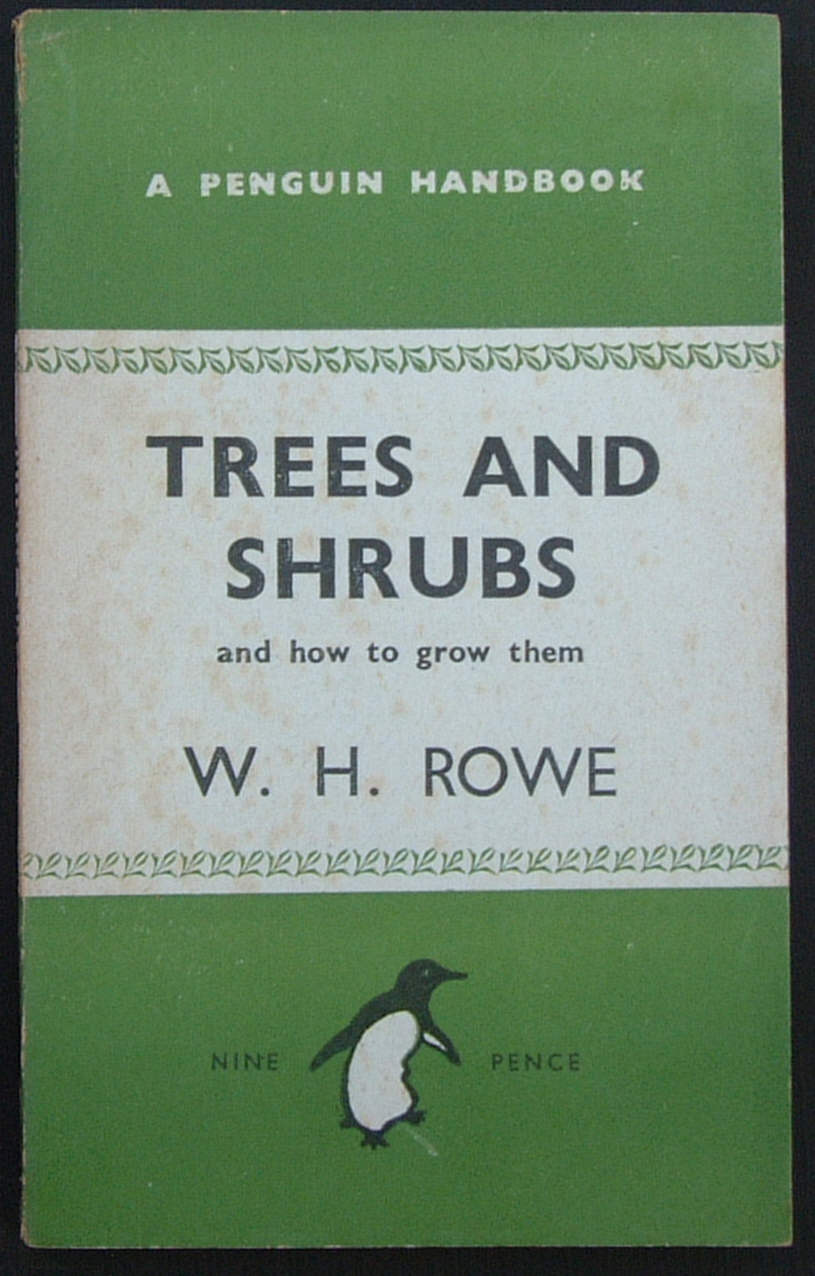 A PENGUIN HANDBOOK
TREES AND
SHRUBS
and how to grow them
W. H. ROWE
NINE PENCE